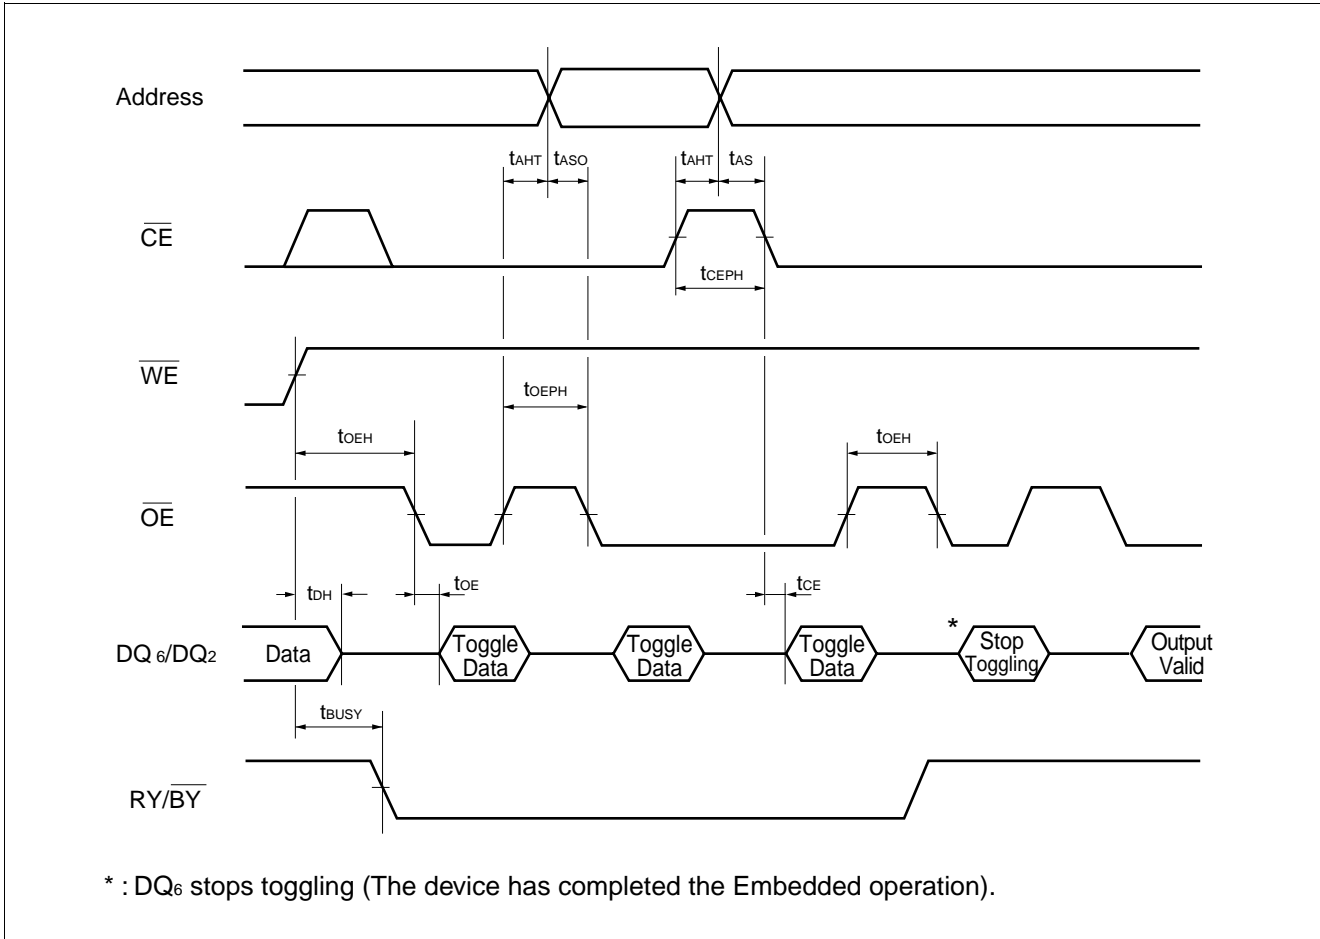 Address
tAHT tASO tAHT tAS
CE
tCEPH
WE
tOEPH
tOEH tOEH
OE
tDH tOE tCE
*
DQ6/DQ2 Data Toggle Data Toggle Data Toggle Data Stop Toggling Output Valid
tBUSY
RY/BY
* : DQ6 stops toggling (The device has completed the Embedded operation).